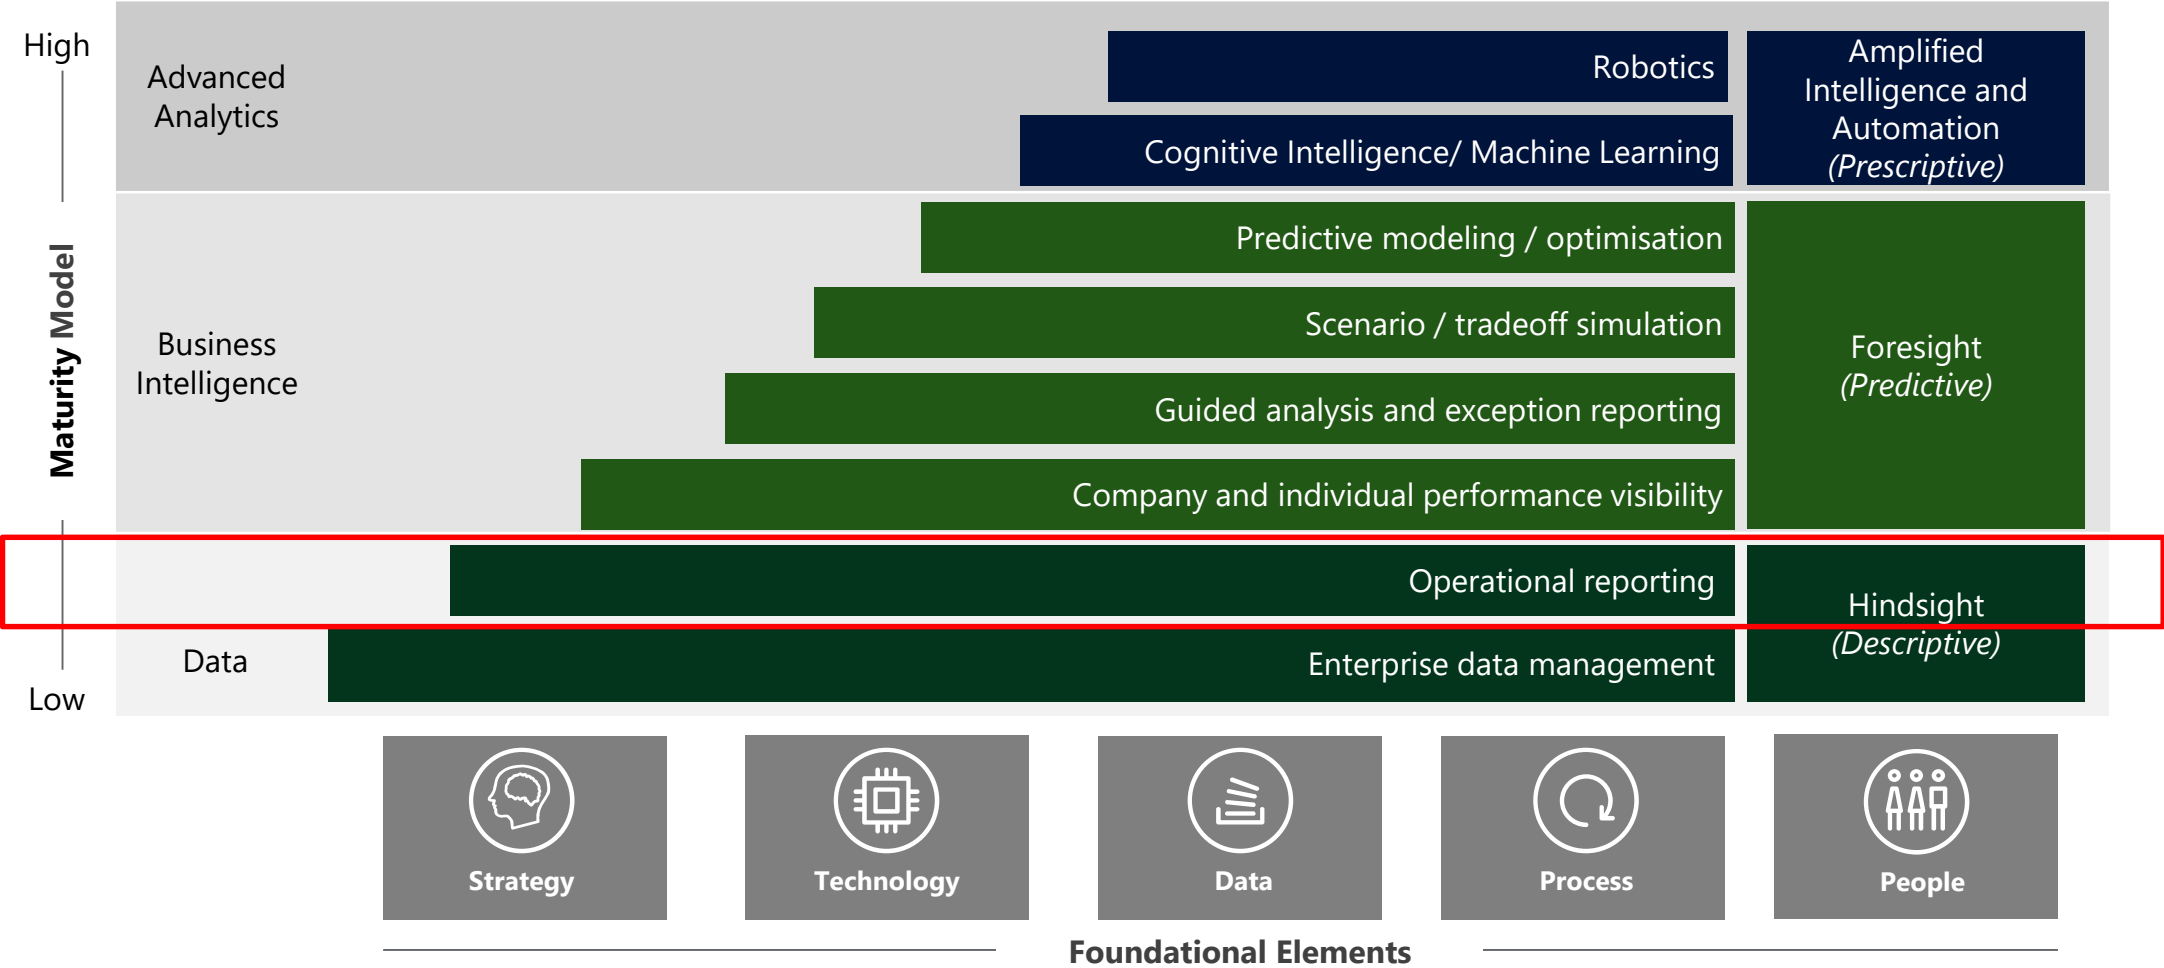 High
Advanced
Analytics
Robotics
Amplified
Intelligence and
Automation
(Prescriptive)
Cognitive Intelligence/ Machine Learning
Maturity Model
Business
Intelligence
Predictive modeling / optimisation
Scenario / tradeoff simulation
Guided analysis and exception reporting
Company and individual performance visibility
Foresight
(Predictive)
Operational reporting
Hindsight
(Descriptive)
Data
Enterprise data management
Low
Strategy
Technology
Data
Process
People
Foundational Elements